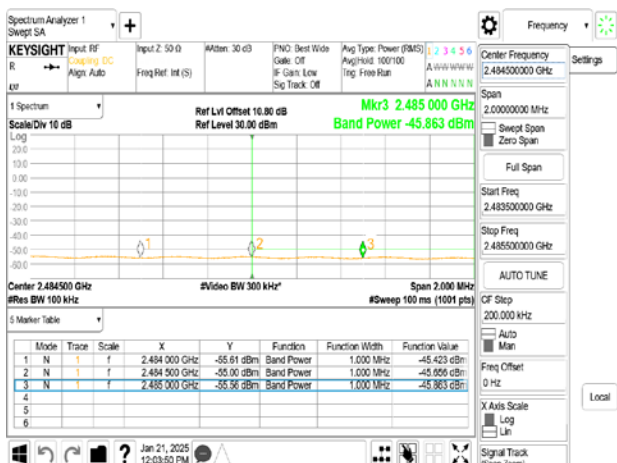 Spectrum Analyzer 1
Swept SA
+
Frequency
KEYSIGHT
R
Input: RF
Coupling: DC
Align: Auto
Input Z: 50 Ω
Freq Ref: Int (S)
#Atten: 30 dB
PNO: Best Wide
Gate: Off
IF Gain: Low
Sig Track: Off
Avg Type: Power (RMS)
Avg|Hold: 100/100
Trig: Free Run
1 2 3 4 5 6
A W W W W W
A N N N N N
1 Spectrum
Scale/Div 10 dB
Log
Ref Lvl Offset 10.80 dB
Ref Level 30.00 dBm
Mkr3 2.485 000 GHz
Band Power -45.863 dBm
20.0
10.0
0.00
-10.0
-20.0
-30.0
-40.0
-50.0
-60.0
1
2
3
Center 2.484500 GHz
#Res BW 100 kHz
#Video BW 300 kHz*
Span 2.000 MHz
#Sweep 100 ms (1001 pts)
5 Marker Table
Mode Trace Scale X Y Function Function Width Function Value
1 N 1 f 2.484 000 GHz -55.61 dBm Band Power 1.000 MHz -45.423 dBm
2 N 1 f 2.484 500 GHz -55.00 dBm Band Power 1.000 MHz -45.656 dBm
3 N 1 f 2.485 000 GHz -55.56 dBm Band Power 1.000 MHz -45.863 dBm
4
5
6
?
Jan 21, 2025
12:03:50 PM
Center Frequency
2.484500000 GHz
Settings
Span
2.00000000 MHz
Swept Span
Zero Span
Full Span
Start Freq
2.483500000 GHz
Stop Freq
2.485500000 GHz
AUTO TUNE
CF Step
200.000 kHz
Auto
Man
Freq Offset
0 Hz
X Axis Scale
Log
Lin
Local
Signal Track